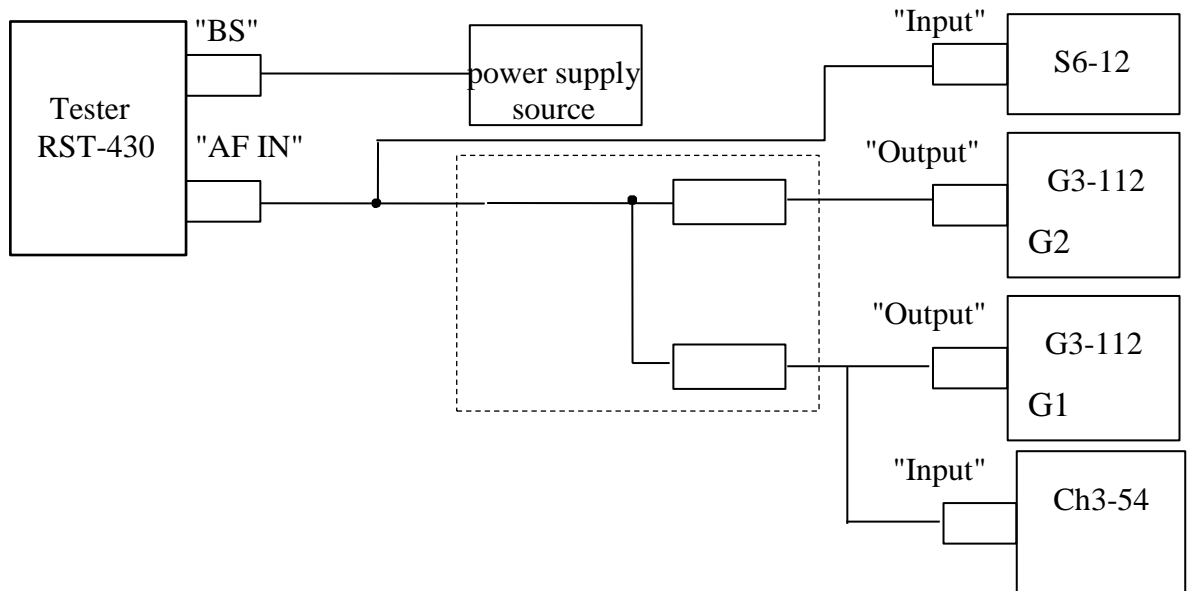 "BS"
Tester
RST-430
"AF IN"
power supply
source
"Input"
S6-12
"Output"
G3-112
G2
"Output"
G3-112
G1
"Input"
Ch3-54